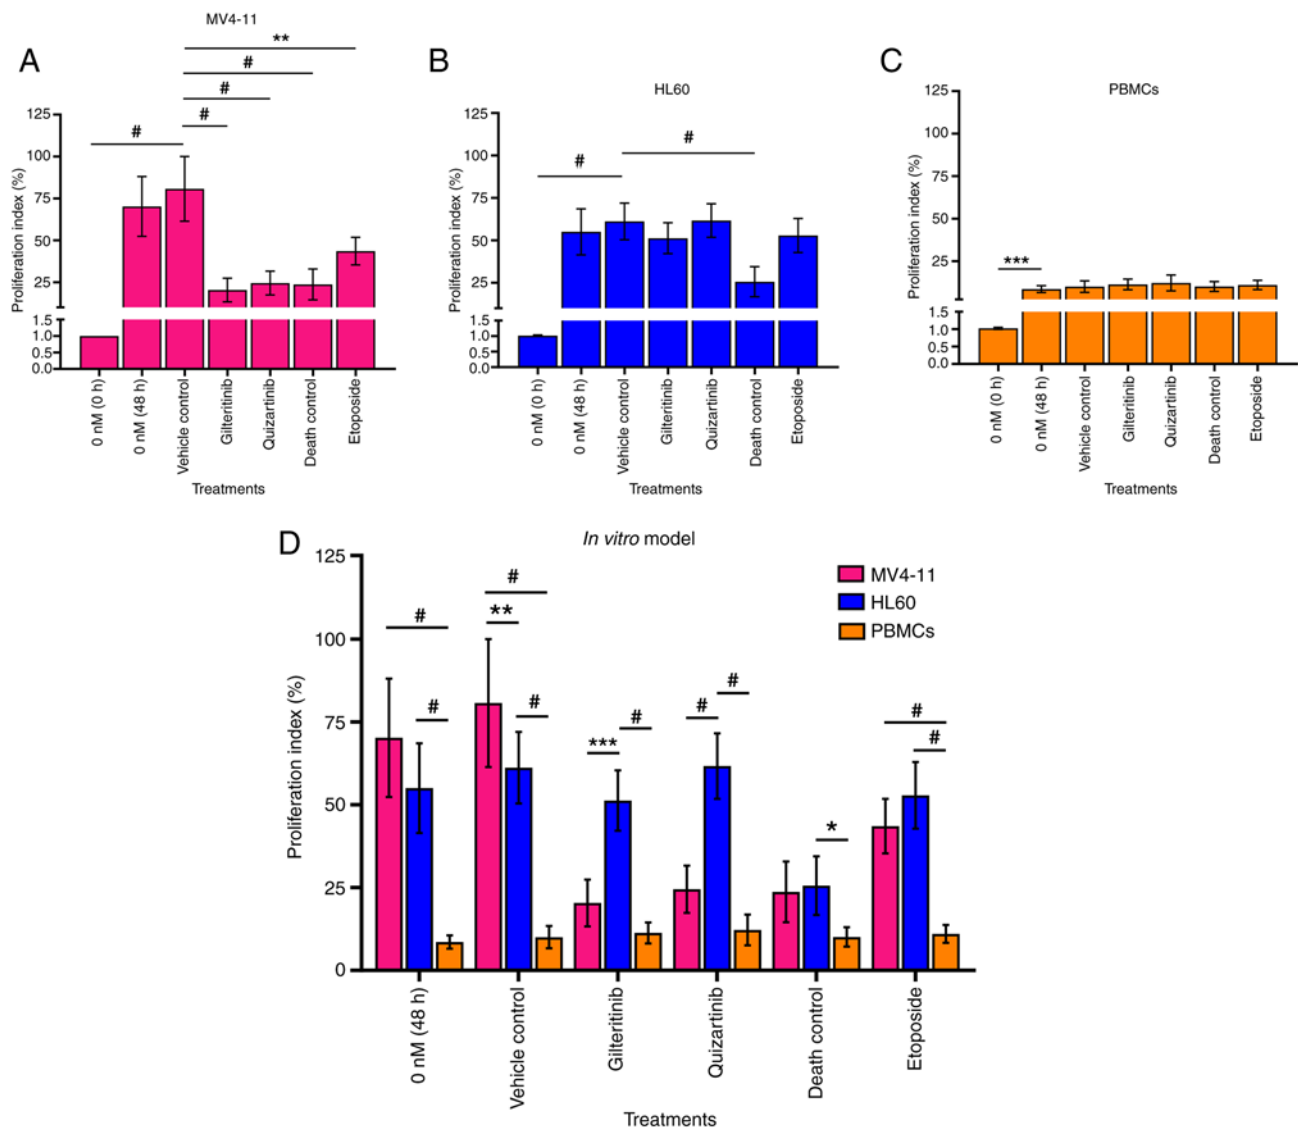 MV4-11
A
**
#
#
#
#
Proliferation index (%)
125
100
75
50
25
1.5
1.0
0.5
0.0
0 nM (0 h)
0 nM (48 h)
Vehicle control
Gilteritinib
Quizartinib
Death control
Etoposide
Treatments
B
HL60
#
#
Proliferation index (%)
125
100
75
50
25
1.5
1.0
0.5
0.0
0 nM (0 h)
0 nM (48 h)
Vehicle control
Gilteritinib
Quizartinib
Death control
Etoposide
Treatments
C
PBMCs
***
Proliferation index (%)
125
100
75
50
25
1.5
1.0
0.5
0.0
0 nM (0 h)
0 nM (48 h)
Vehicle control
Gilteritinib
Quizartinib
Death control
Etoposide
Treatments
D
In vitro model
MV4-11
HL60
PBMCs
#
#
#
**
#
***
#
#
#
*
#
#
Proliferation index (%)
125
100
75
50
25
0
0 nM (48 h)
Vehicle control
Gilteritinib
Quizartinib
Death control
Etoposide
Treatments